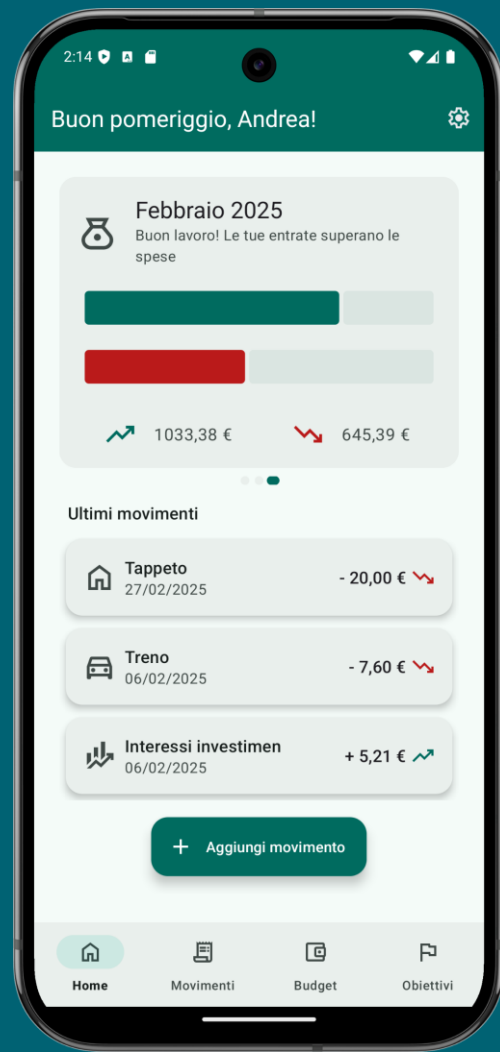 2:14
Buon pomeriggio, Andrea!
Febbraio 2025
Buon lavoro! Le tue entrate superano le
spese
1033,38 €
645,39 €
Ultimi movimenti
Tappeto
- 20,00 €
27/02/2025
Treno
- 7,60 €
06/02/2025
Interessi investimen
+ 5,21 €
06/02/2025
+ Aggiungi movimento
Home
Movimenti
Budget
Obiettivi